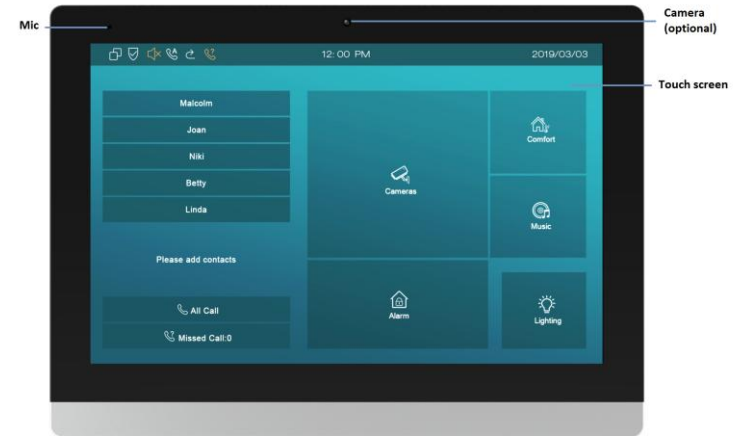 Mic
Camera
(optional)
12:00 PM
2019/03/03
Touch screen
Malcolm
Joan
Niki
Betty
Linda
Please add contacts
All Call
Missed Call:0
Cameras
Comfort
Music
Alarm
Lighting